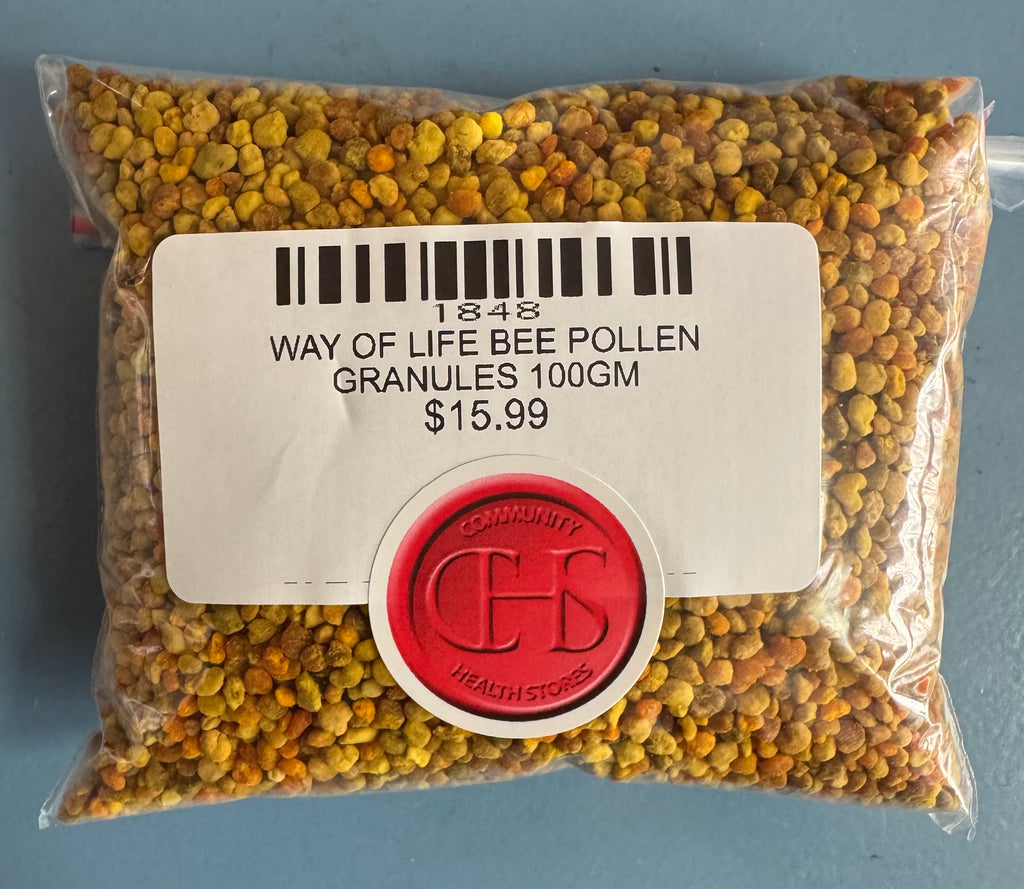 1848
WAY OF LIFE BEE POLLEN
GRANULES 100GM
$15.99
COMMUNITY
CHS
HEALTH STORES